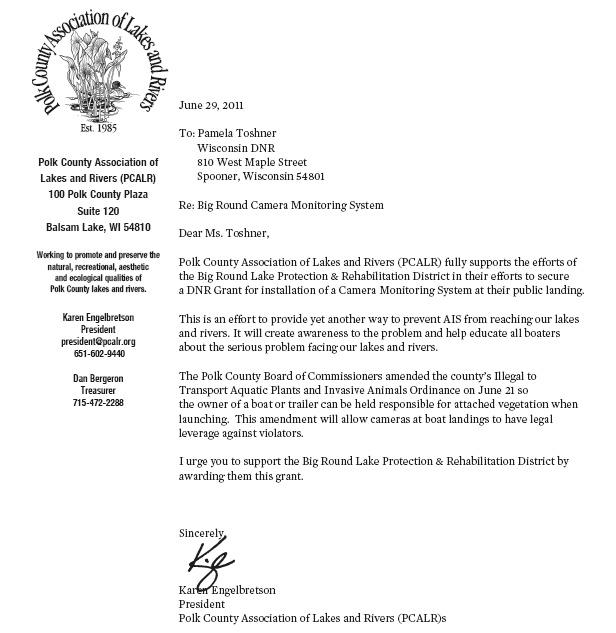 Polk County Association of Lakes and Rivers
Est. 1985
Polk County Association of
Lakes and Rivers (PCALR)
100 Polk County Plaza
Suite 120
Balsam Lake, WI 54810
Working to promote and preserve the
natural, recreational, aesthetic
and ecological qualities of
Polk County lakes and rivers.
Karen Engelbretson
President
president@pcalr.org
651-602-9440
Dan Bergeron
Treasurer
715-472-2288
June 29, 2011
To: Pamela Toshner
Wisconsin DNR
810 West Maple Street
Spooner, Wisconsin 54801
Re: Big Round Camera Monitoring System
Dear Ms. Toshner,
Polk County Association of Lakes and Rivers (PCALR) fully supports the efforts of
the Big Round Lake Protection & Rehabilitation District in their efforts to secure
a DNR Grant for installation of a Camera Monitoring System at their public landing.
This is an effort to provide yet another way to prevent AIS from reaching our lakes
and rivers. It will create awareness to the problem and help educate all boaters
about the serious problem facing our lakes and rivers.
The Polk County Board of Commissioners amended the county's Illegal to
Transport Aquatic Plants and Invasive Animals Ordinance on June 21 so
the owner of a boat or trailer can be held responsible for attached vegetation when
launching. This amendment will allow cameras at boat landings to have legal
leverage against violators.
I urge you to support the Big Round Lake Protection & Rehabilitation District by
awarding them this grant.
Sincerely,
Karen Engelbretson
President
Polk County Association of Lakes and Rivers (PCALR)s